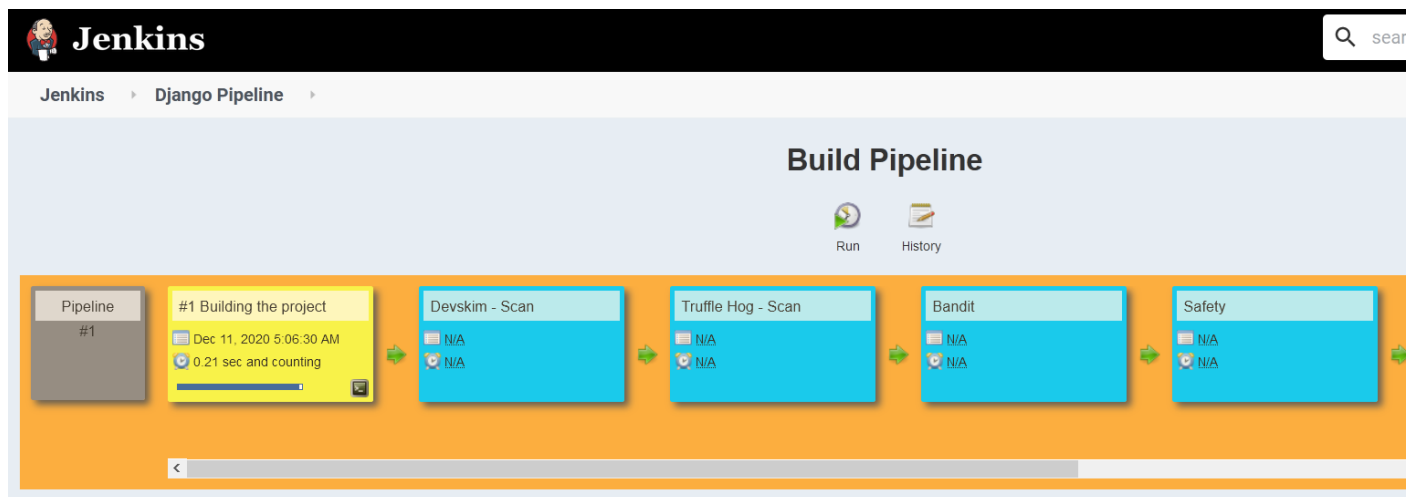 Jenkins
sear
Jenkins Django Pipeline
Build Pipeline
Run History
Pipeline
#1
#1 Building the project
Dec 11, 2020 5:06:30 AM
0.21 sec and counting
Devskim - Scan
N/A
N/A
Truffle Hog - Scan
N/A
N/A
Bandit
N/A
N/A
Safety
N/A
N/A